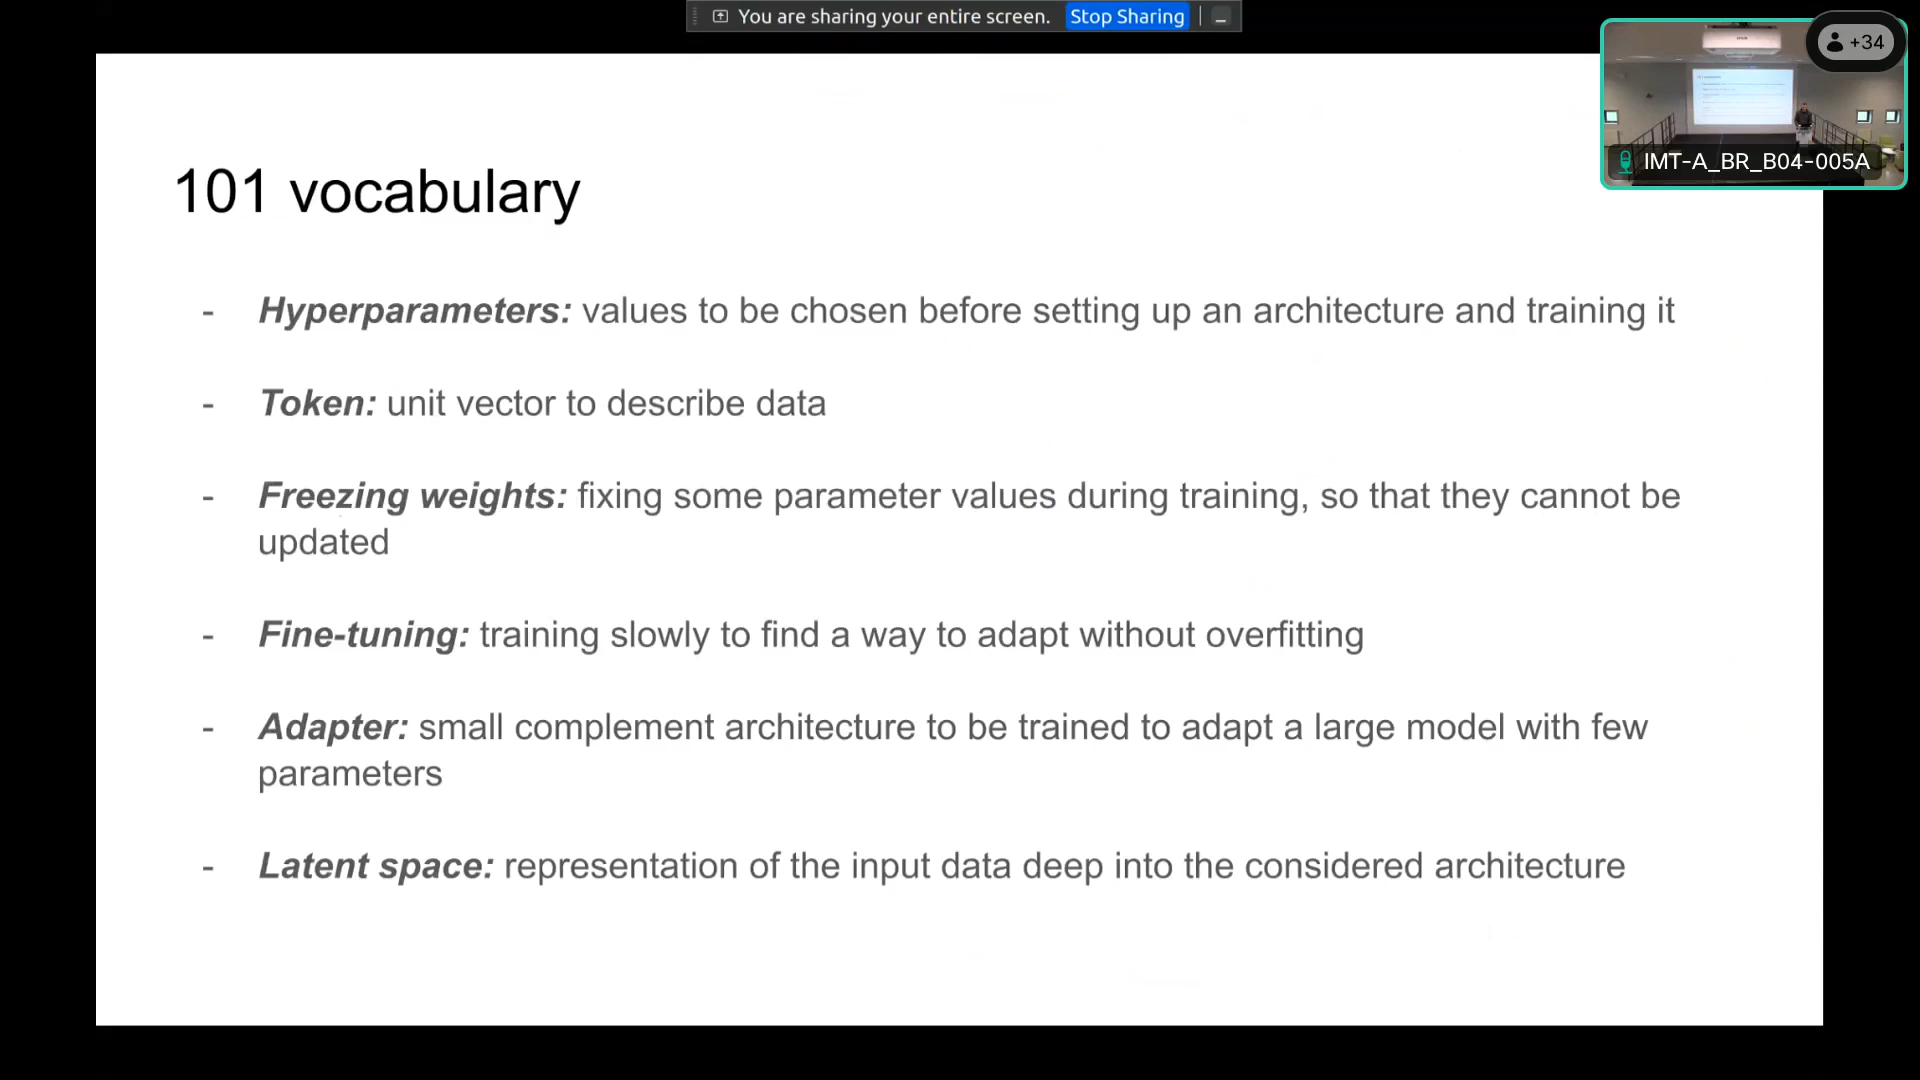 You are sharing your entire screen. Stop Sharing
+34
IMT-A_BR_B04-005A
101 vocabulary
- Hyperparameters: values to be chosen before setting up an architecture and training it
- Token: unit vector to describe data
- Freezing weights: fixing some parameter values during training, so that they cannot be
updated
- Fine-tuning: training slowly to find a way to adapt without overfitting
- Adapter: small complement architecture to be trained to adapt a large model with few
parameters
- Latent space: representation of the input data deep into the considered architecture